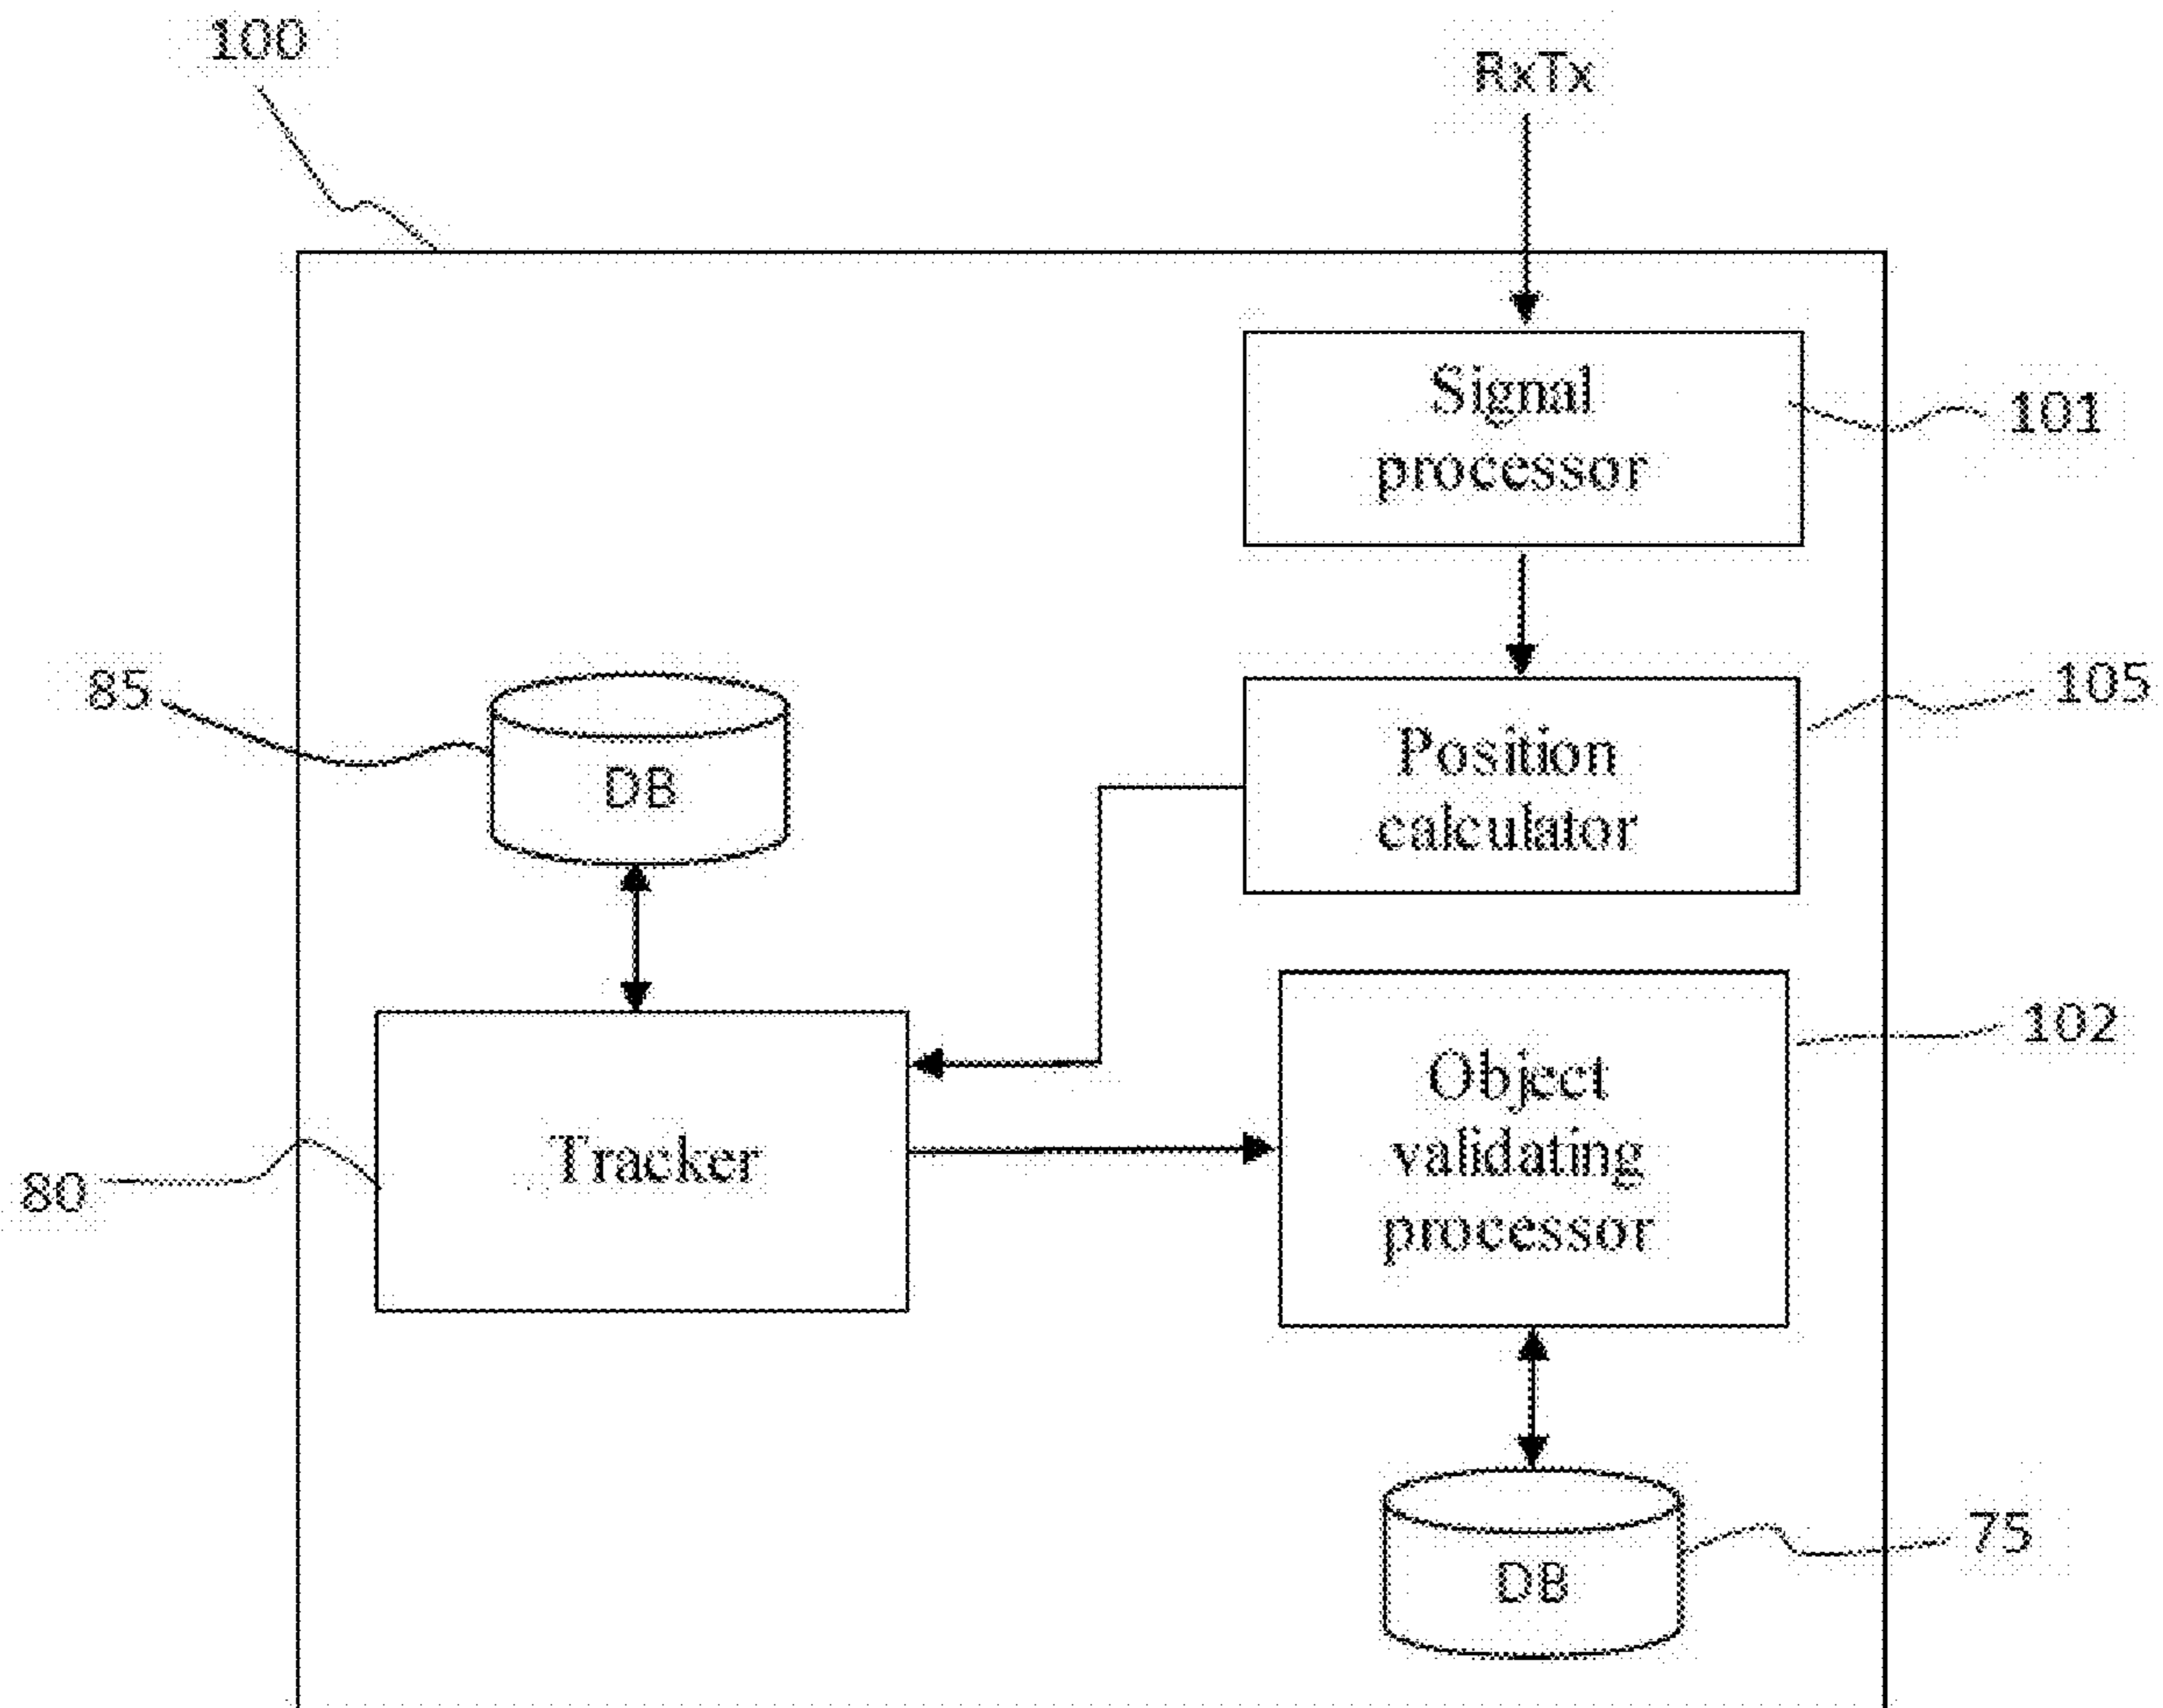 100
RxTx
Signal
processor
101
85
DB
Position
calculator
105
80
Tracker
Object
validating
processor
102
DB
75